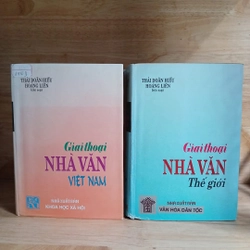 THÁI DOÃN HIỂU
HOÀNG LIÊN
Giai thoại
NHÀ VĂN
VIỆT NAM
NHÀ XUẤT BẢN
KHOA HỌC XÃ HỘI
THÁI DOÃN HIỂU
HOÀNG LIÊN
Giai thoại
NHÀ VĂN
Thế giới
NHÀ XUẤT BẢN
VĂN HÓA DÂN TỘC